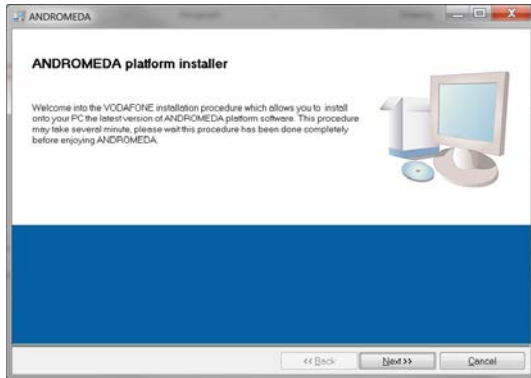 ANDROMEDA
ANDROMEDA platform installer
Welcome into the VODAFONE installation procedure which allows you to install
onto your PC the latest version of ANDROMEDA platform software. This procedure
may take several minute, please wait this procedure has been done completely
before enjoying ANDROMEDA.
<< Back
Next >>
Cancel